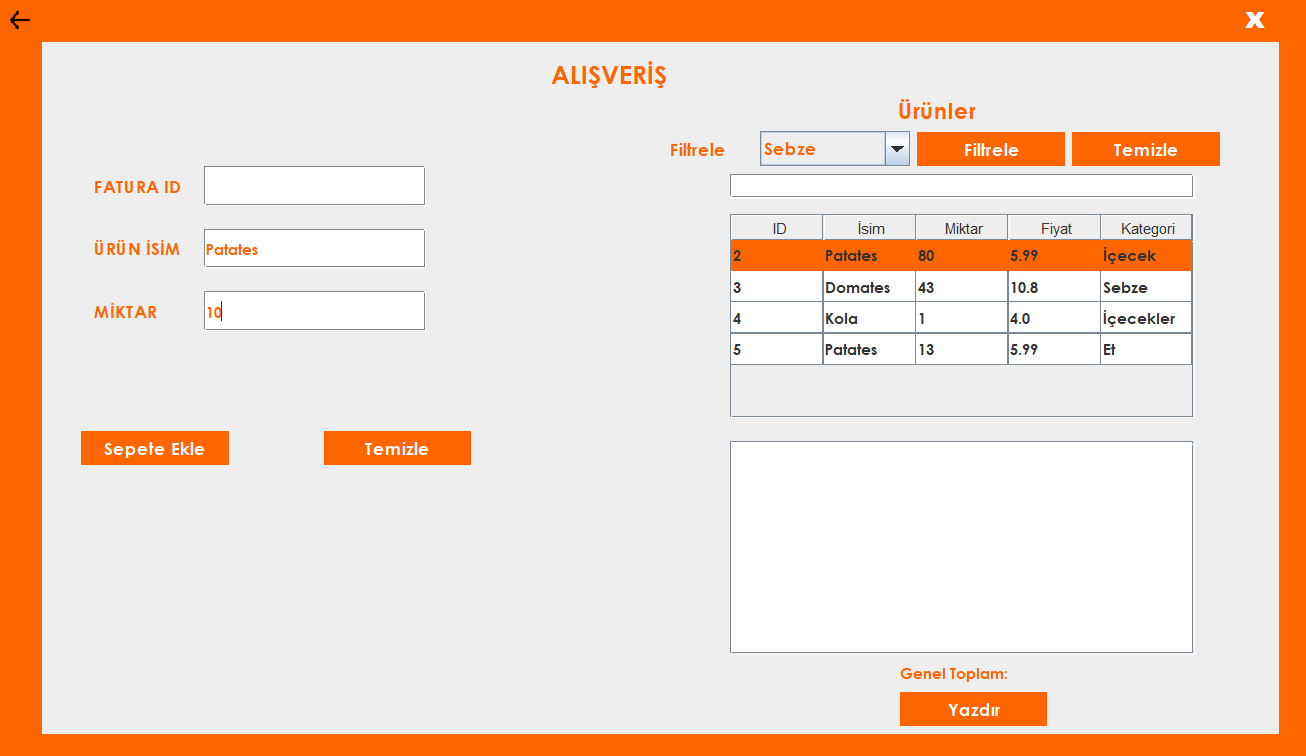 X
ALIŞVERİŞ
Ürünler
Filtrele Sebze Filtrele Temizle
FATURA ID
ÜRÜN İSİM Patates
MİKTAR 10
ID İsim Miktar Fiyat Kategori
2 Patates 80 5.99 İçecek
3 Domates 43 10.8 Sebze
4 Kola 1 4.0 İçecekler
5 Patates 13 5.99 Et
Sepete Ekle Temizle
Genel Toplam:
Yazdır